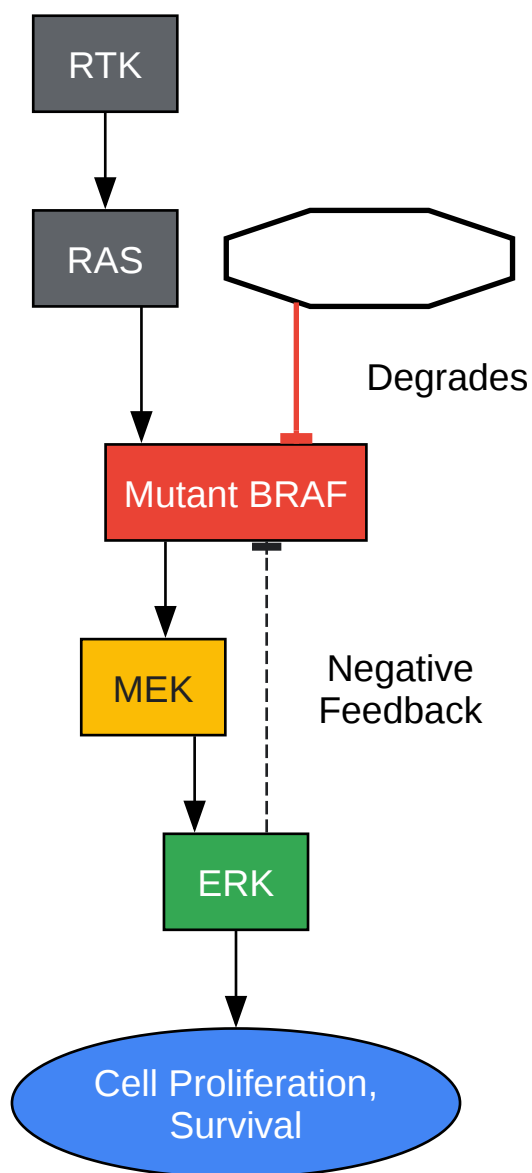 RTK
RAS
Degrades
Mutant BRAF
MEK
Negative
Feedback
ERK
Cell Proliferation,
Survival